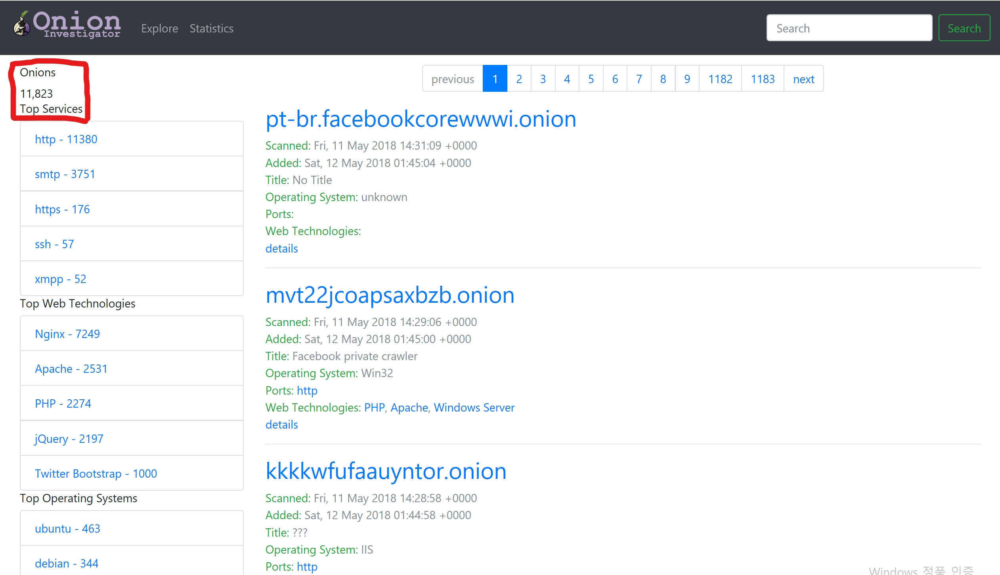 Onion
Investigator
Explore Statistics
Search
Search
Onions
11,823
Top Services
http - 11380
smtp - 3751
https - 176
ssh - 57
xmpp - 52
Top Web Technologies
Nginx - 7249
Apache - 2531
PHP - 2274
jQuery - 2197
Twitter Bootstrap - 1000
Top Operating Systems
ubuntu - 463
debian - 344
previous 1 2 3 4 5 6 7 8 9 1182 1183 next
pt-br.facebookcorewwwi.onion
Scanned: Fri, 11 May 2018 14:31:09 +0000
Added: Sat, 12 May 2018 01:45:04 +0000
Title: No Title
Operating System: unknown
Ports:
Web Technologies:
details
mvt22jcoapsaxbzb.onion
Scanned: Fri, 11 May 2018 14:29:06 +0000
Added: Sat, 12 May 2018 01:45:00 +0000
Title: Facebook private crawler
Operating System: Win32
Ports: http
Web Technologies: PHP, Apache, Windows Server
details
kkkkwfufaauyntor.onion
Scanned: Fri, 11 May 2018 14:28:58 +0000
Added: Sat, 12 May 2018 01:44:58 +0000
Title: ???
Operating System: IIS
Ports: http
Windows 정품 인증